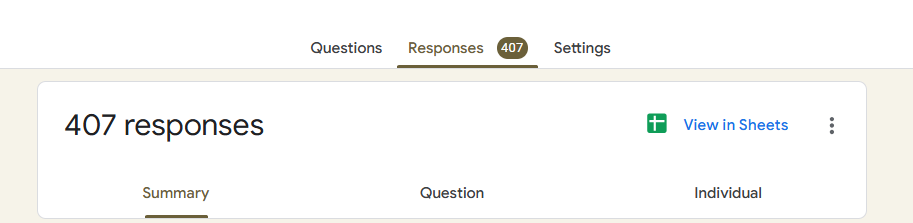 Questions Responses 407 Settings
407 responses View in Sheets
Summary Question Individual